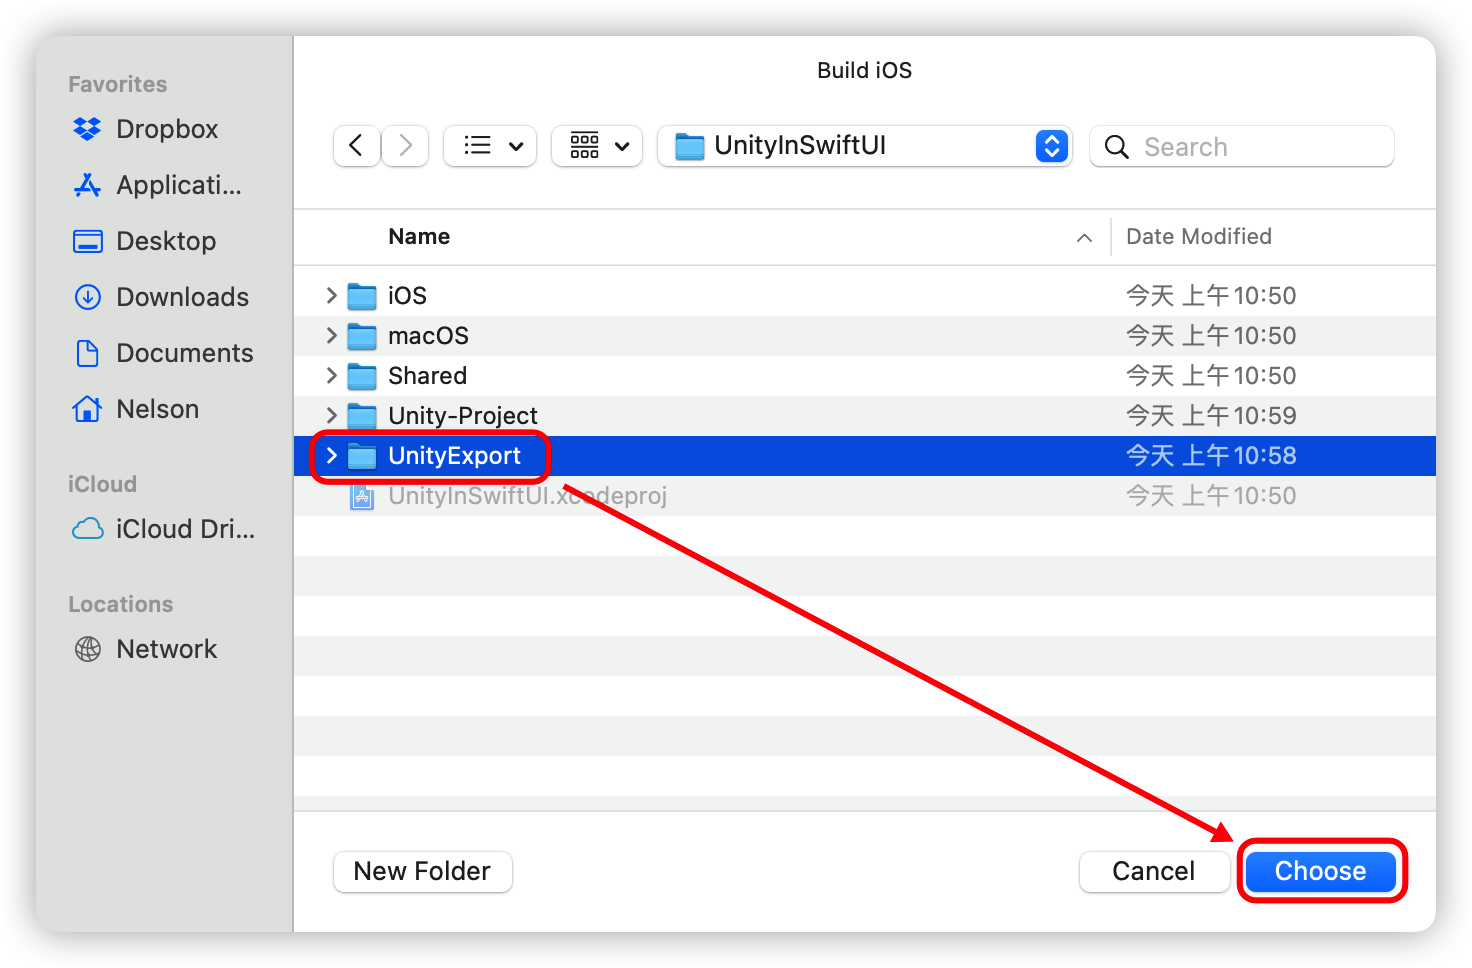 Build iOS
Favorites
Dropbox
Applicati...
Desktop
Downloads
Documents
Nelson
iCloud
iCloud Dri...
Locations
Network
UnityInSwiftUI
Search
Name Date Modified
iOS 今天 上午10:50
macOS 今天 上午10:50
Shared 今天 上午10:50
Unity-Project 今天 上午10:59
UnityExport 今天 上午10:58
UnityInSwiftUI.xcodeproj 今天 上午10:50
New Folder Cancel Choose